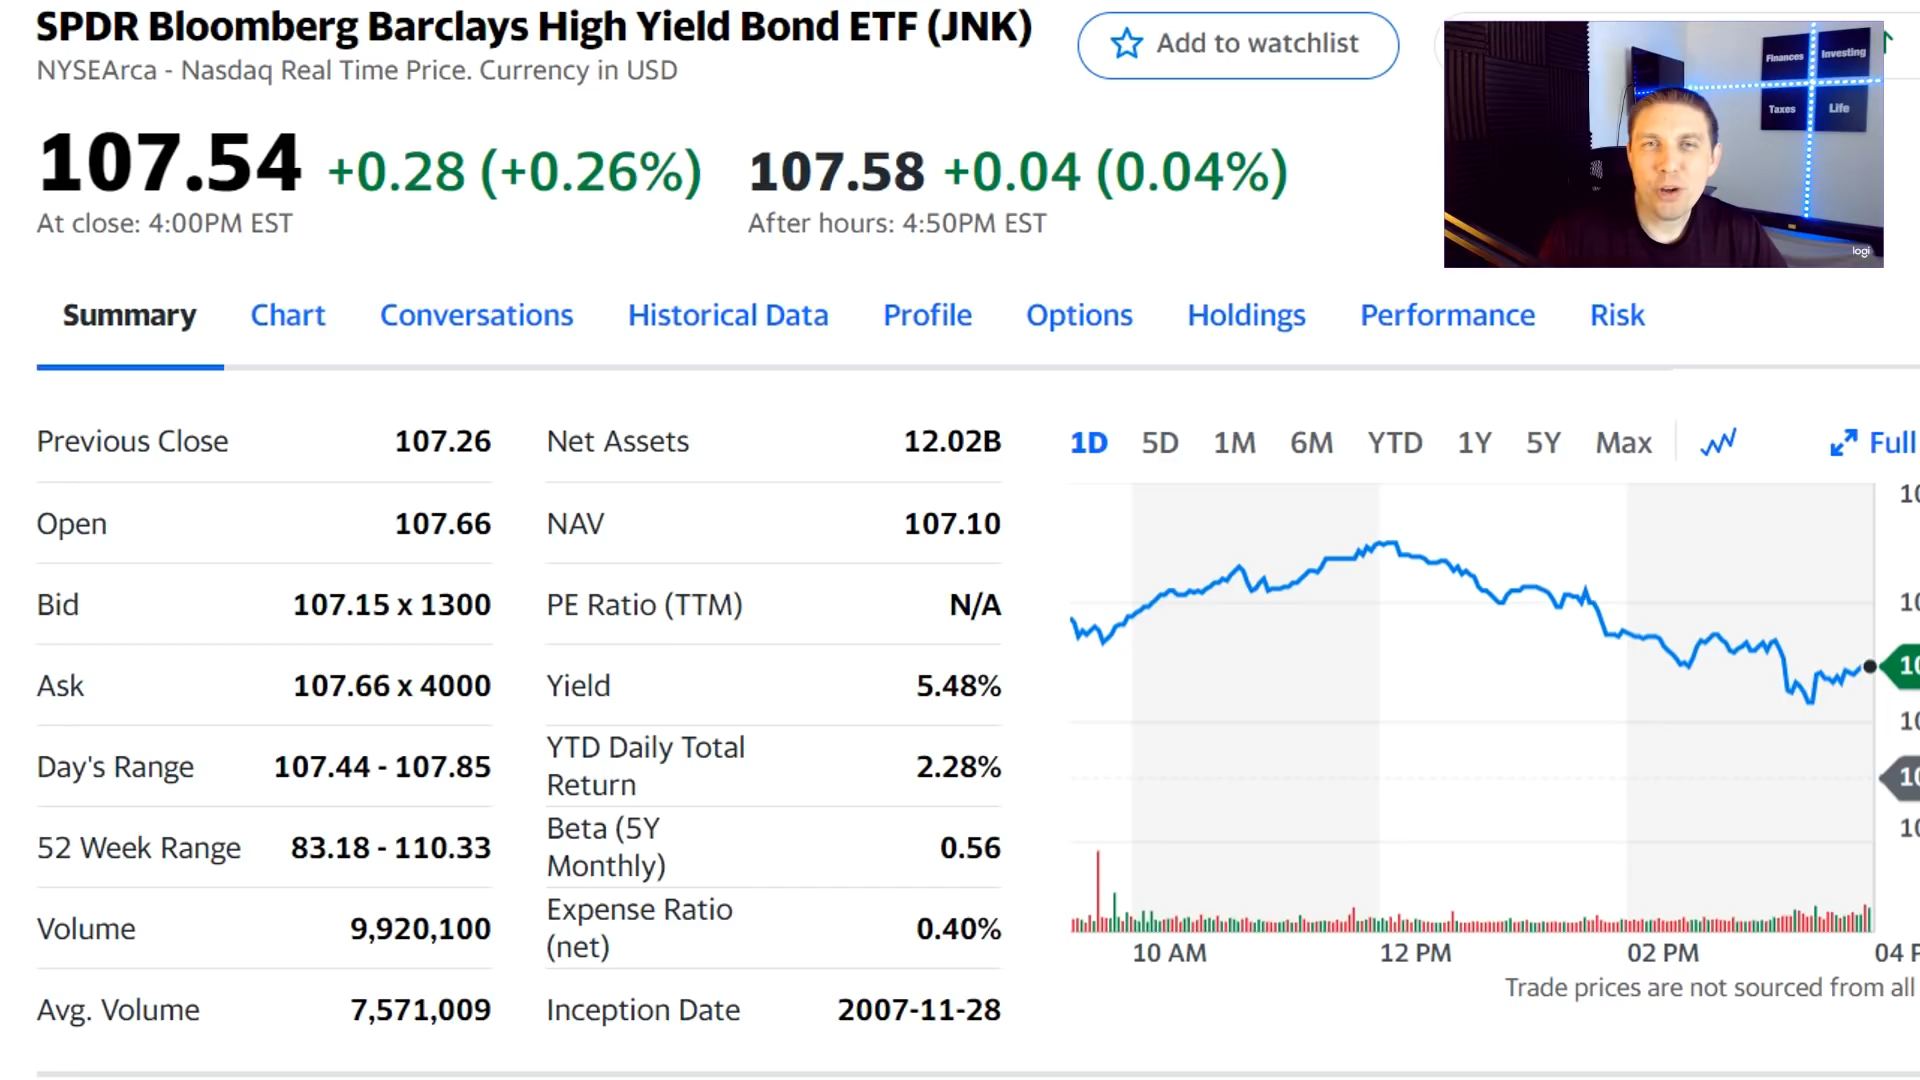 SPDR Bloomberg Barclays High Yield Bond ETF (JNK)
NYSEArca - Nasdaq Real Time Price. Currency in USD
Add to watchlist
Finances
Investing
Taxes
Life
logi
107.54 +0.28 (+0.26%)
At close: 4:00PM EST
107.58 +0.04 (0.04%)
After hours: 4:50PM EST
Summary
Chart
Conversations
Historical Data
Profile
Options
Holdings
Performance
Risk
Previous Close 107.26
Open 107.66
Bid 107.15 x 1300
Ask 107.66 x 4000
Day's Range 107.44 - 107.85
52 Week Range 83.18 - 110.33
Volume 9,920,100
Avg. Volume 7,571,009
Net Assets 12.02B
NAV 107.10
PE Ratio (TTM) N/A
Yield 5.48%
YTD Daily Total
Return 2.28%
Beta (5Y
Monthly) 0.56
Expense Ratio
(net) 0.40%
Inception Date 2007-11-28
1D 5D 1M 6M YTD 1Y 5Y Max
Full
10 AM 12 PM 02 PM 04
Trade prices are not sourced from all